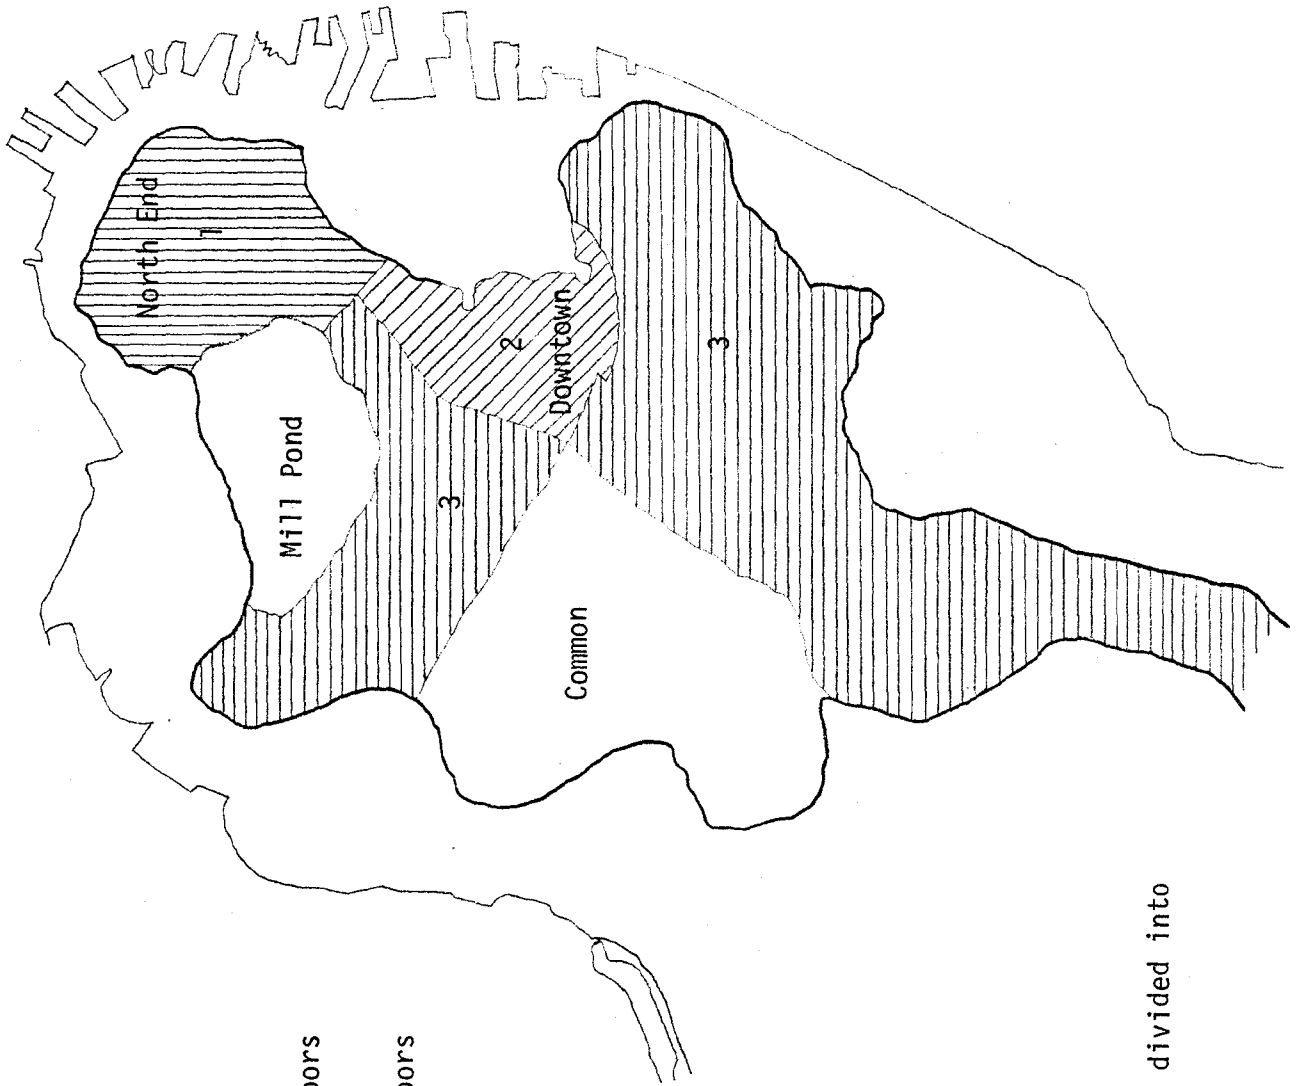 North End
1
Mill Pond
3
2
Downtown
3
Common
oors
oors
divided into